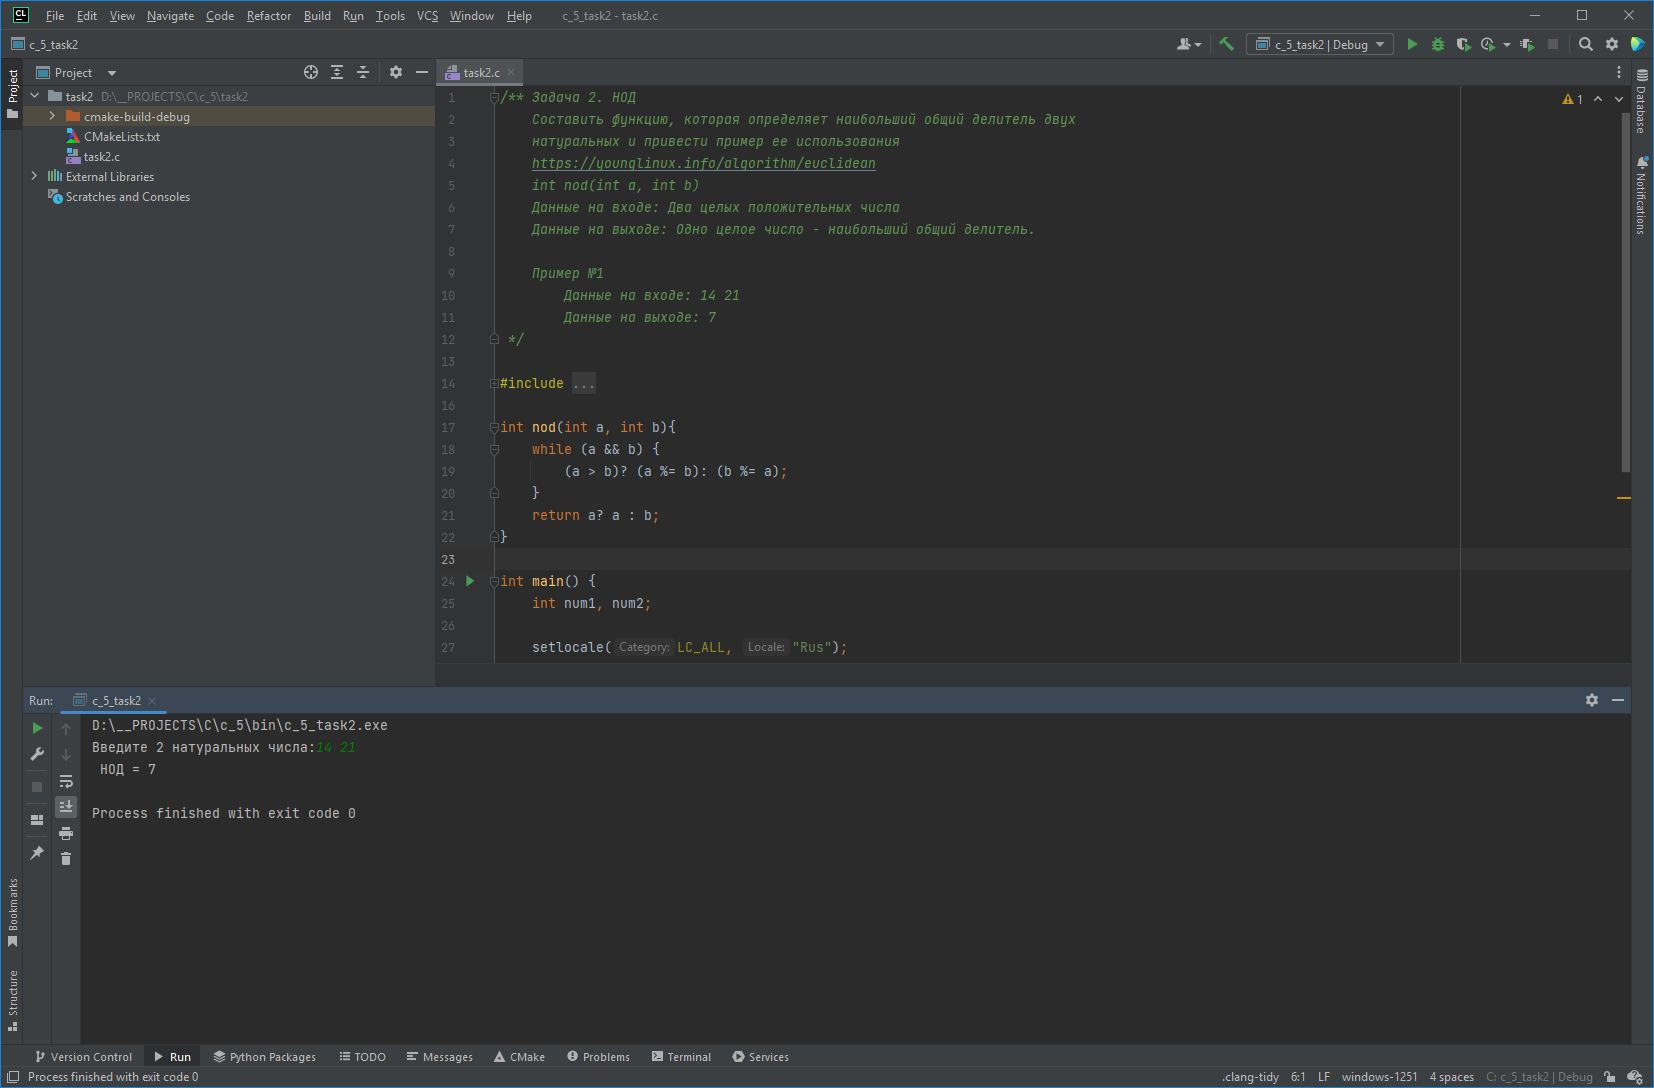 CL File Edit View Navigate Code Refactor Build Run Tools VCS Window Help c_5_task2 - task2.c
c_5_task2
c_5_task2 | Debug
Project
Project
task2 D:\__PROJECTS\C\c_5\task2
cmake-build-debug
CMakeLists.txt
task2.c
External Libraries
Scratches and Consoles
task2.c
1 /** Задача 2. НОД
2 Составить функцию, которая определяет наибольший общий делитель двух
3 натуральных и привести пример ее использования
4 https://younglinux.info/algorithm/euclidean
5 int nod(int a, int b)
6 Данные на входе: Два целых положительных числа
7 Данные на выходе: Одно целое число - наибольший общий делитель.
8
9 Пример №1
10 Данные на входе: 14 21
11 Данные на выходе: 7
12 */
13
14 #include ...
16
17 int nod(int a, int b){
18 while (a && b) {
19 (a > b)? (a %= b): (b %= a);
20 }
21 return a? a : b;
22 }
23
24 int main() {
25 int num1, num2;
26
27 setlocale( Category: LC_ALL, Locale: "Rus");
1
Database
Notifications
Run: c_5_task2
D:\__PROJECTS\C\c_5\bin\c_5_task2.exe
Введите 2 натуральных числа:14 21
НОД = 7
Process finished with exit code 0
Bookmarks
Structure
Version Control Run Python Packages TODO Messages CMake Problems Terminal Services
Process finished with exit code 0 .clang-tidy 6:1 LF windows-1251 4 spaces C: c_5_task2 | Debug